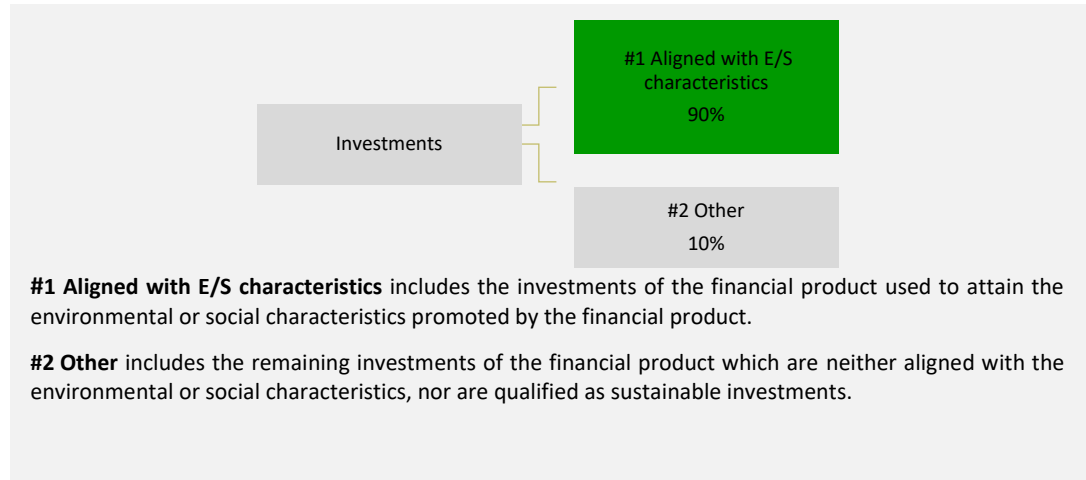 #1 Aligned with E/S
characteristics
90%
Investments
#2 Other
10%
#1 Aligned with E/S characteristics includes the investments of the financial product used to attain the
environmental or social characteristics promoted by the financial product.
#2 Other includes the remaining investments of the financial product which are neither aligned with the
environmental or social characteristics, nor are qualified as sustainable investments.